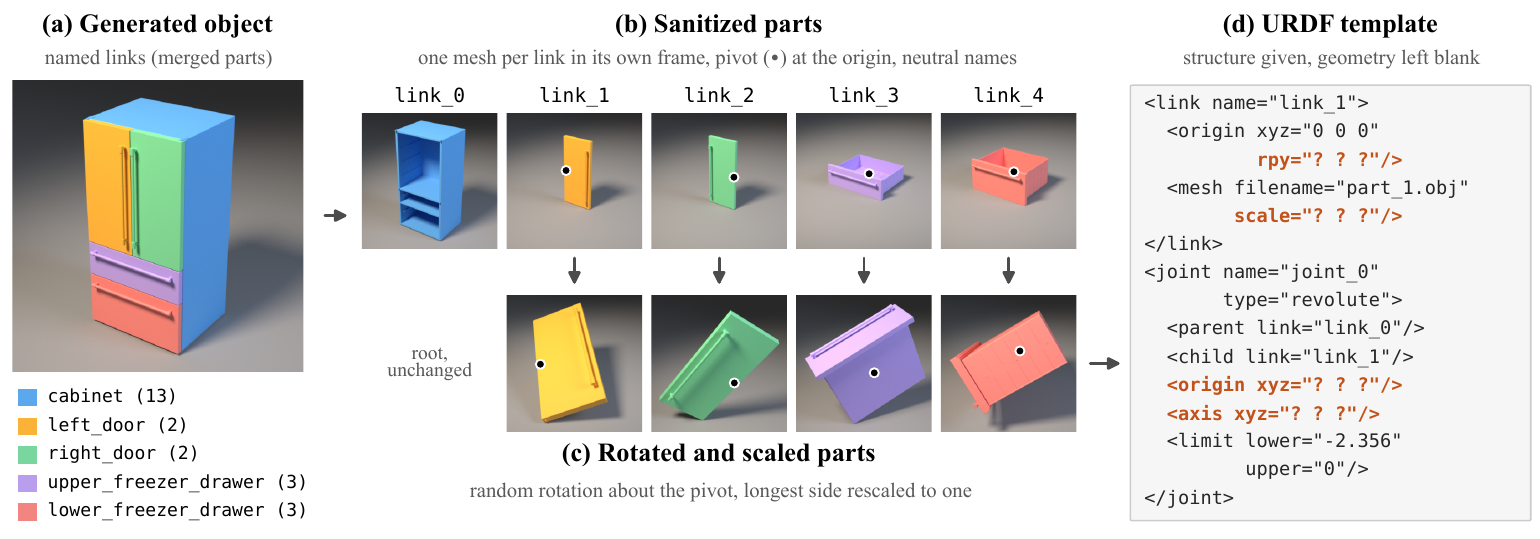 (a) Generated object
named links (merged parts)
cabinet (13)
left_door (2)
right_door (2)
upper_freezer_drawer (3)
lower_freezer_drawer (3)
(b) Sanitized parts
one mesh per link in its own frame, pivot (•) at the origin, neutral names
link_0
link_1
link_2
link_3
link_4
root,
unchanged
(c) Rotated and scaled parts
random rotation about the pivot, longest side rescaled to one
(d) URDF template
structure given, geometry left blank
<link name="link_1">
<origin xyz="0 0 0"
rpy="? ? ?"/>
<mesh filename="part_1.obj"
scale="? ? ?"/>
</link>
<joint name="joint_0"
type="revolute">
<parent link="link_0"/>
<child link="link_1"/>
<origin xyz="? ? ?"/>
<axis xyz="? ? ?"/>
<limit lower="-2.356"
upper="0"/>
</joint>